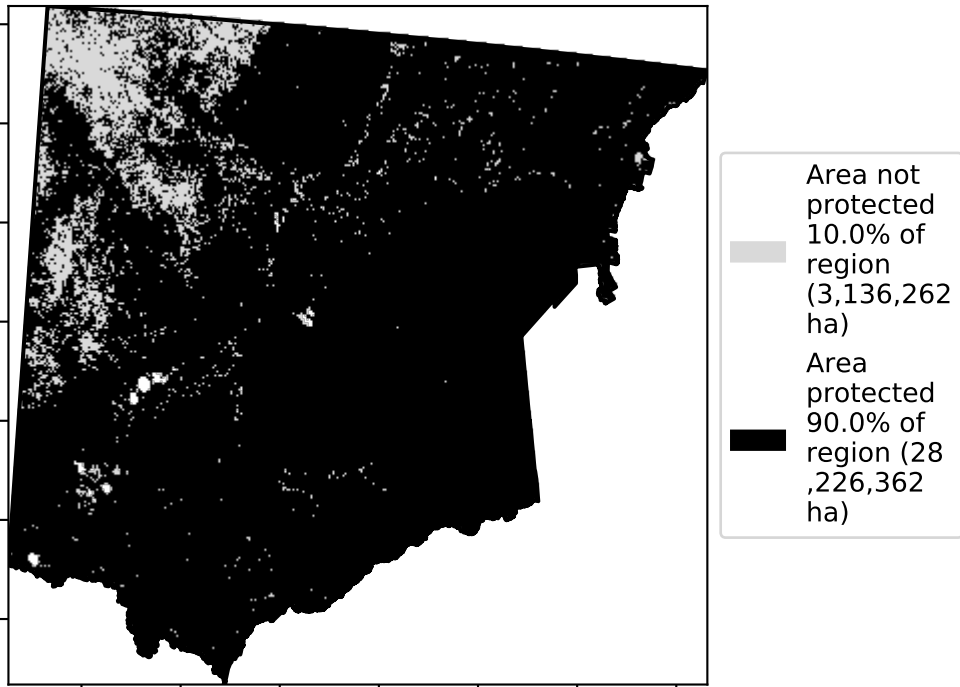 Area not
protected
10.0% of
region
(3,136,262
ha)
Area
protected
90.0% of
region (28
,226,362
ha)